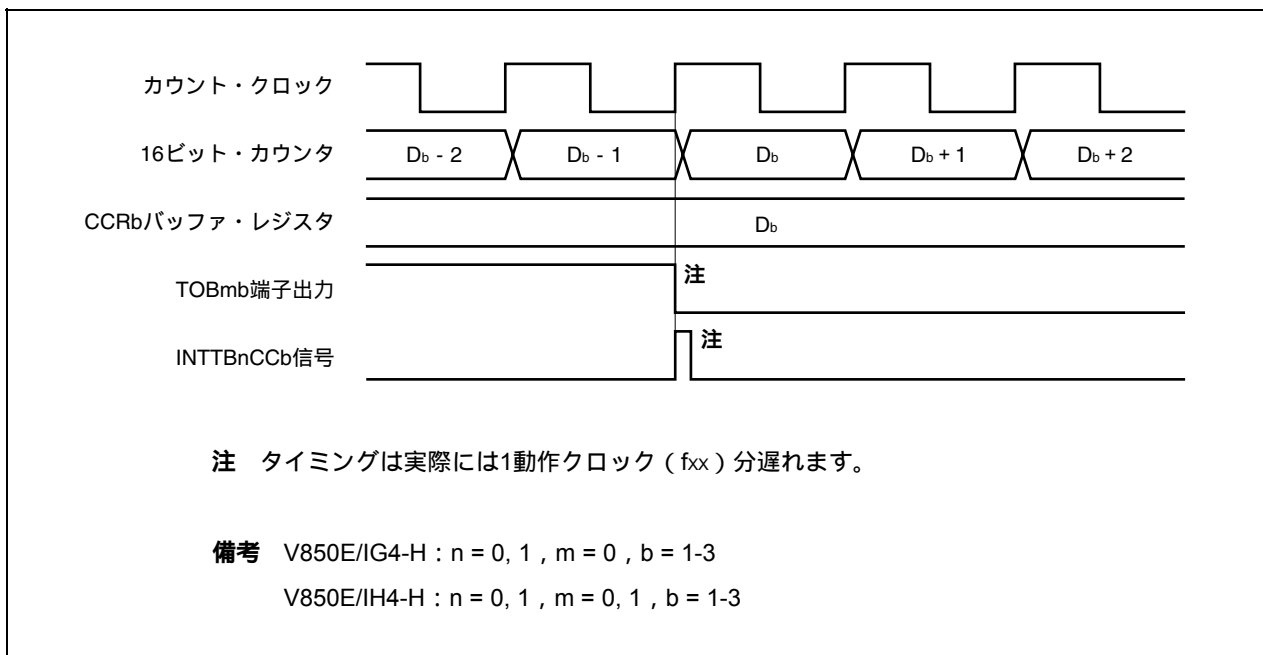 カウント・クロック
16ビット・カウンタ Db - 2 Db - 1 Db Db + 1 Db + 2
CCRbバッファ・レジスタ Db
TOBmb端子出力 注
INTTBnCCb信号 注
注 タイミングは実際には1動作クロック（fxx）分遅れます。
備考 V850E/IG4-H：n = 0, 1，m = 0，b = 1-3
V850E/IH4-H：n = 0, 1，m = 0, 1，b = 1-3